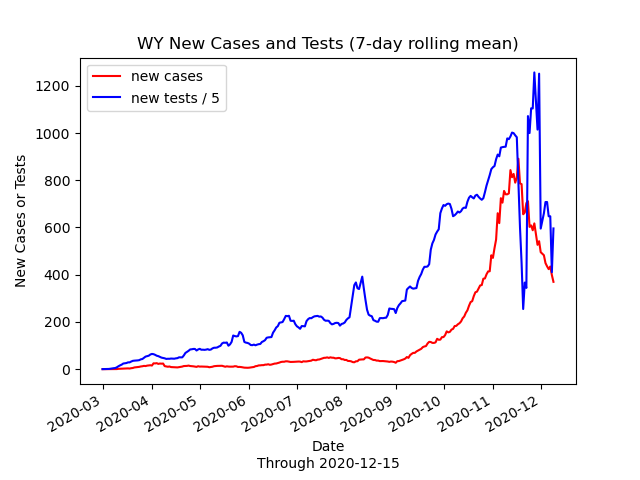 WY New Cases and Tests (7-day rolling mean)
new cases
new tests / 5
1200
1000
800
600
400
200
0
New Cases or Tests
2020-03
2020-04
2020-05
2020-06
2020-07
2020-08
2020-09
2020-10
2020-11
2020-12
Date
Through 2020-12-15